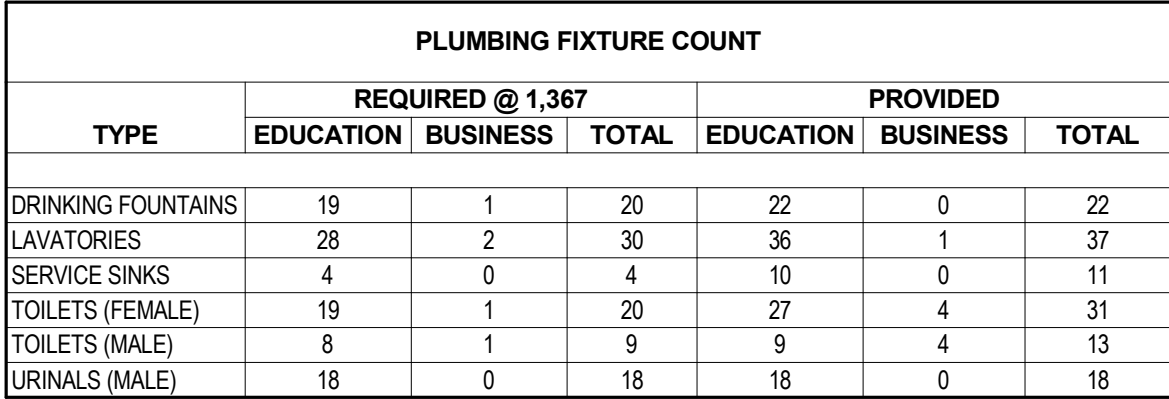 PLUMBING FIXTURE COUNT
REQUIRED @ 1,367 PROVIDED
TYPE EDUCATION BUSINESS TOTAL EDUCATION BUSINESS TOTAL
DRINKING FOUNTAINS 19 1 20 22 0 22
LAVATORIES 28 2 30 36 1 37
SERVICE SINKS 4 0 4 10 0 11
TOILETS (FEMALE) 19 1 20 27 4 31
TOILETS (MALE) 8 1 9 9 4 13
URINALS (MALE) 18 0 18 18 0 18